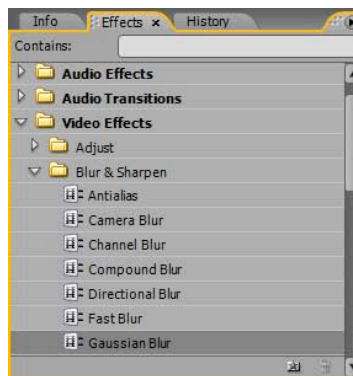 Info Effects x History
Contains:
Audio Effects
Audio Transitions
Video Effects
Adjust
Blur & Sharpen
Antialias
Camera Blur
Channel Blur
Compound Blur
Directional Blur
Fast Blur
Gaussian Blur